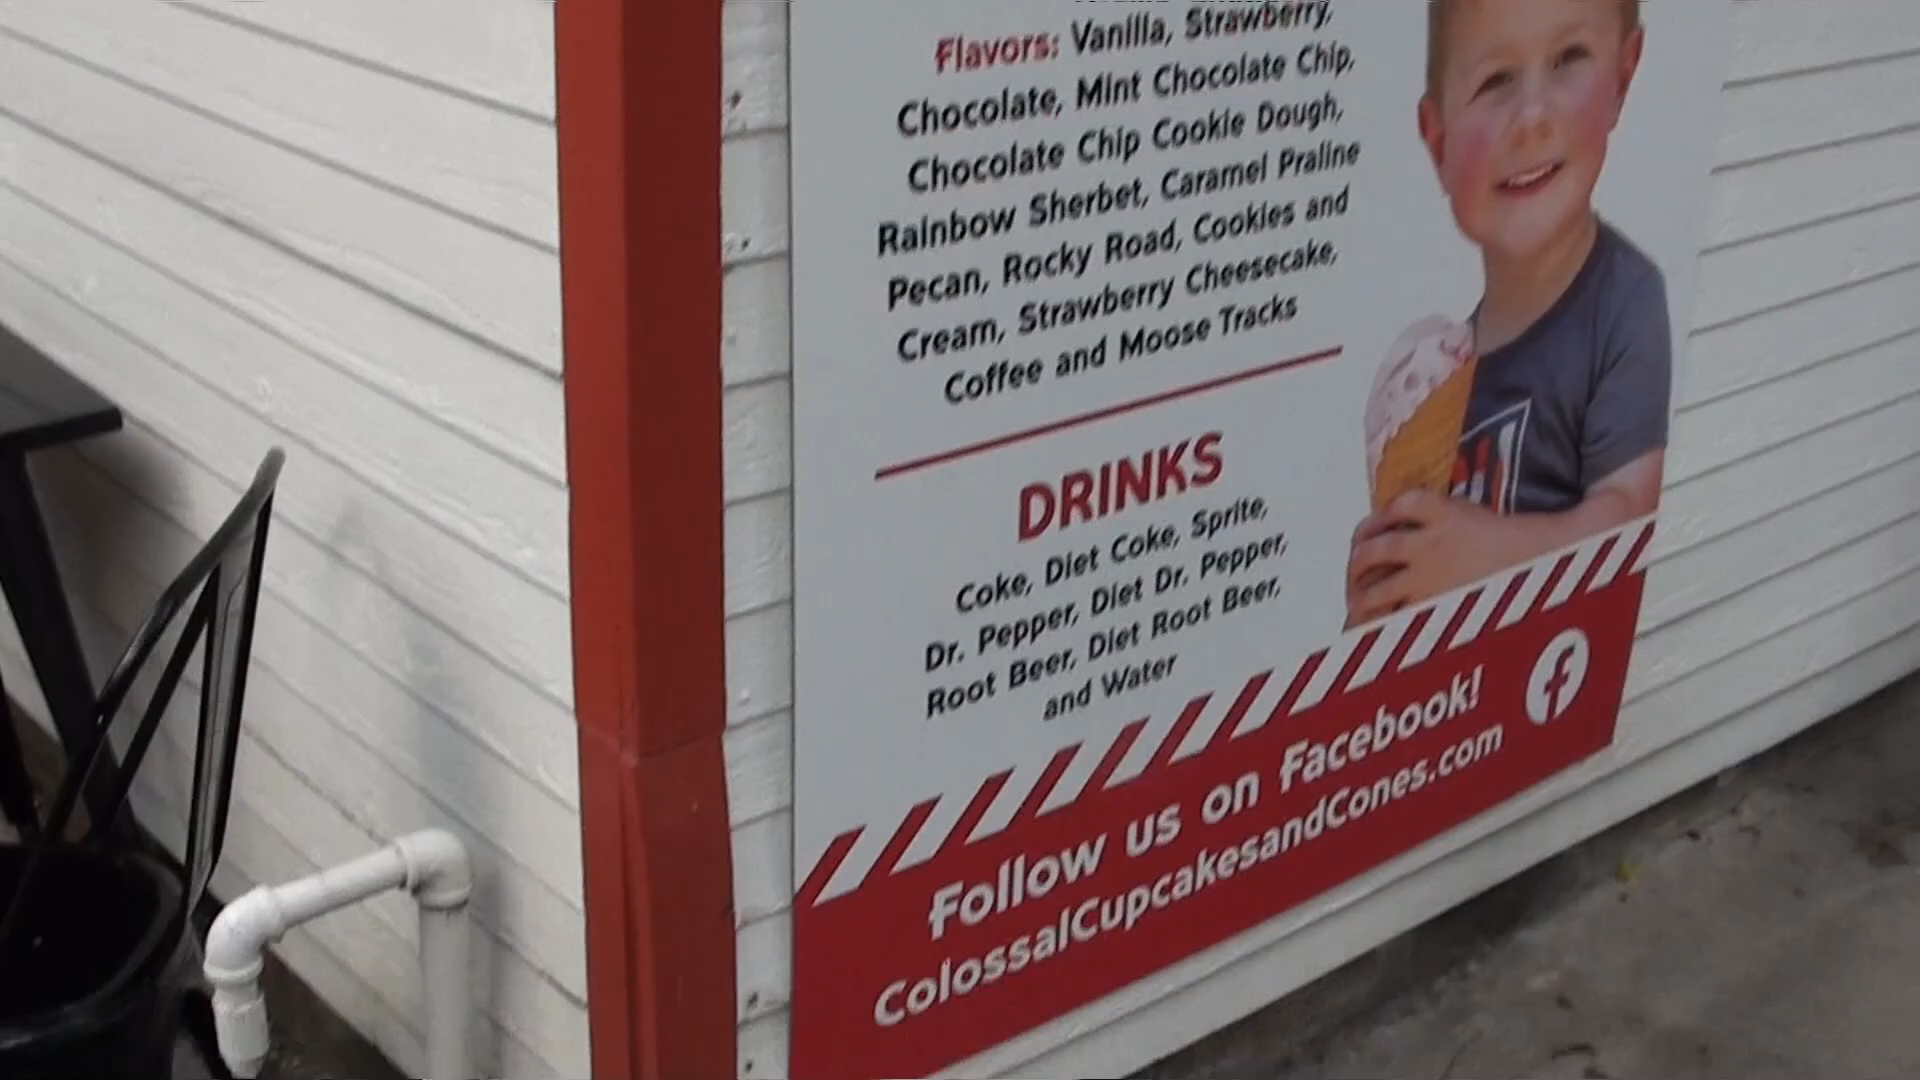 Flavors: Vanilla, Strawberry,
Chocolate, Mint Chocolate Chip,
Chocolate Chip Cookie Dough,
Rainbow Sherbet, Caramel Praline
Pecan, Rocky Road, Cookies and
Cream, Strawberry Cheesecake,
Coffee and Moose Tracks
DRINKS
Coke, Diet Coke, Sprite,
Dr. Pepper, Diet Dr. Pepper,
Root Beer, Diet Root Beer,
and Water
Follow us on Facebook!
ColossalCupcakesandCones.com